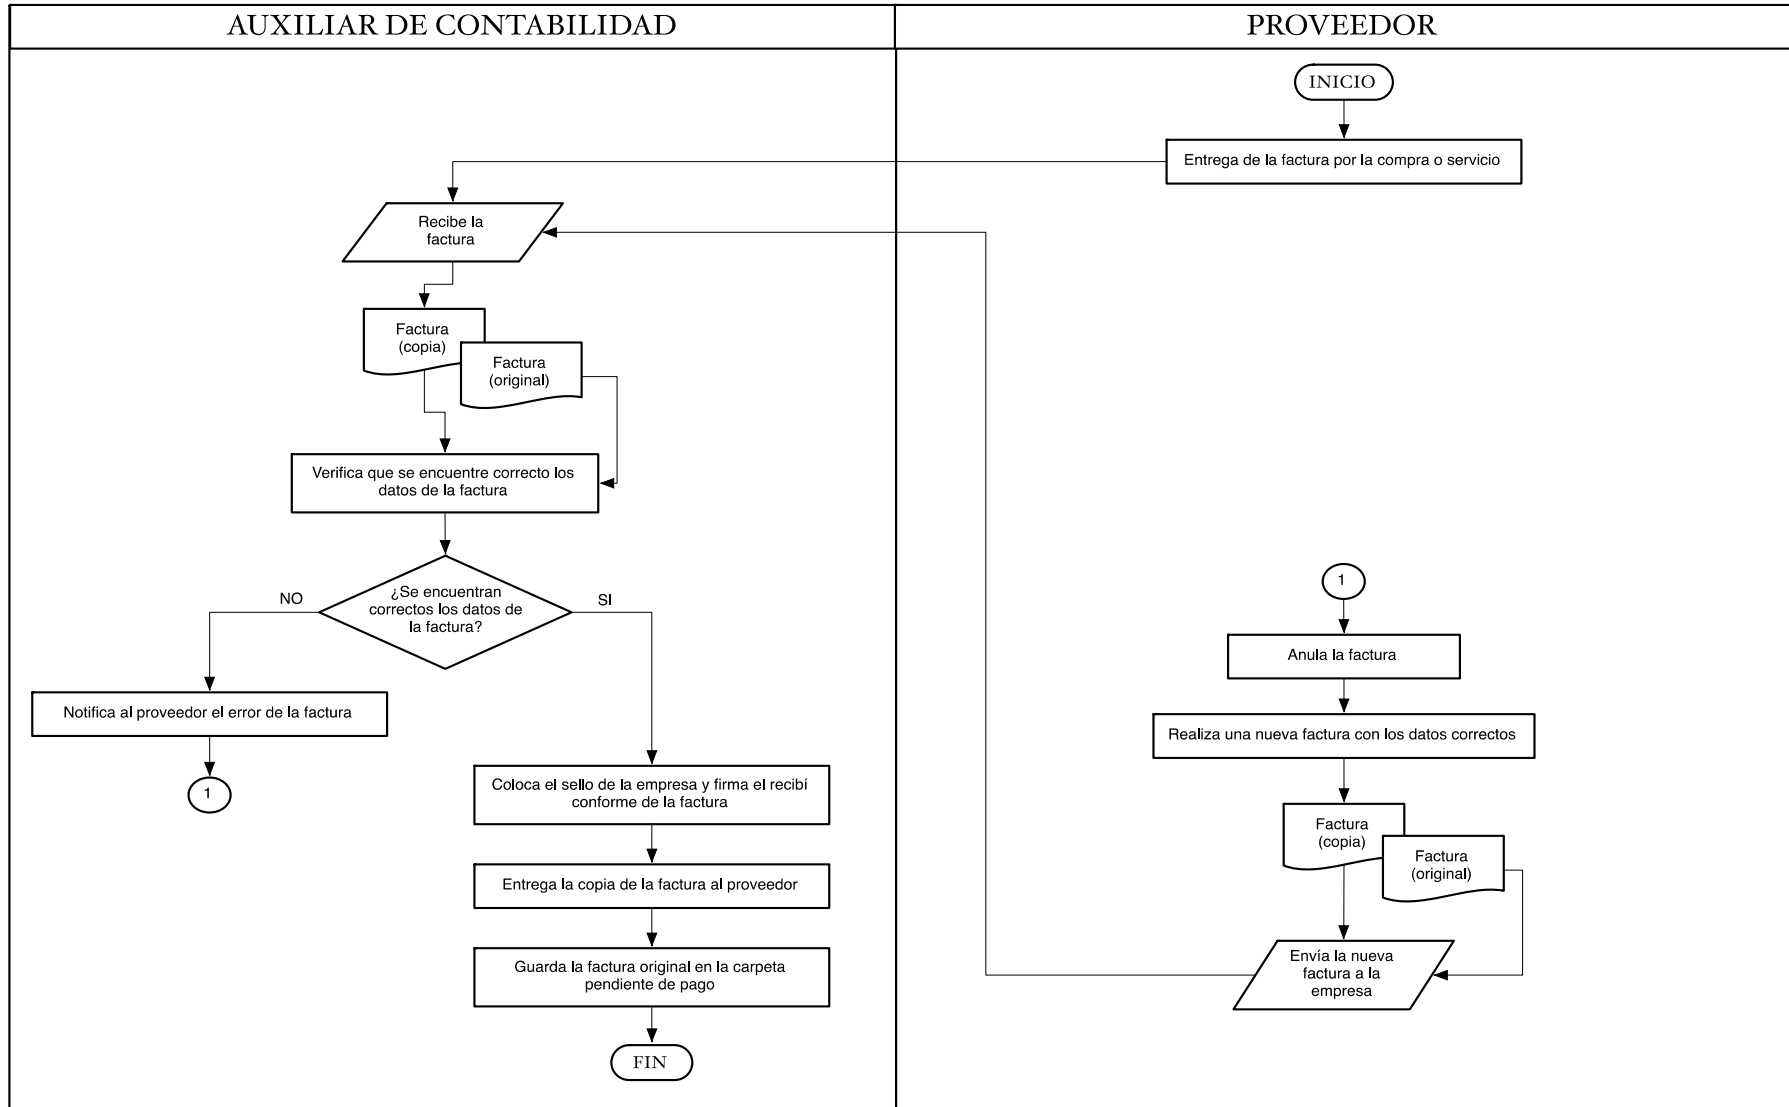 AUXILIAR DE CONTABILIDAD
PROVEEDOR
INICIO
Entrega de la factura por la compra o servicio
Recibe la
factura
Factura
(copia)
Factura
(original)
Verifica que se encuentre correcto los
datos de la factura
¿Se encuentran
correctos los datos de
la factura?
NO
SI
Notifica al proveedor el error de la factura
1
Coloca el sello de la empresa y firma el recibí
conforme de la factura
Entrega la copia de la factura al proveedor
Guarda la factura original en la carpeta
pendiente de pago
FIN
1
Anula la factura
Realiza una nueva factura con los datos correctos
Factura
(copia)
Factura
(original)
Envía la nueva
factura a la
empresa